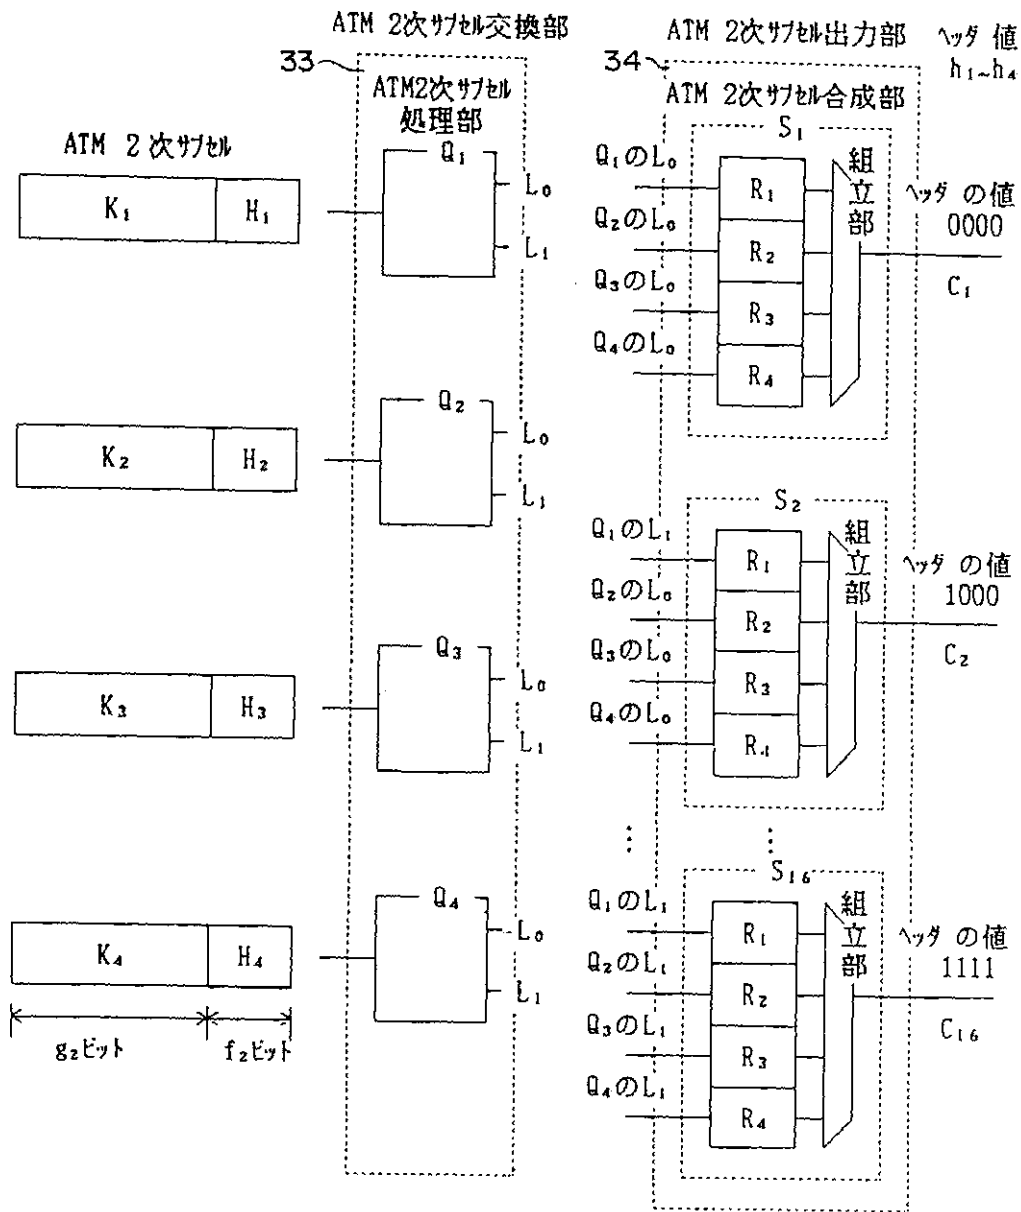 ATM 2次サブセル交換部
33
ATM2次サブセル
処理部
ATM 2次サブセル出力部
34
ATM 2次サブセル合成部
ヘッダ 値
h₁~h₄
ATM 2次サブセル
K₁ H₁
Q₁
L₀
L₁
K₂ H₂
Q₂
L₀
L₁
K₃ H₃
Q₃
L₀
L₁
K₄ H₄
Q₄
L₀
L₁
g₂ビット
f₂ビット
S₁
Q₁のL₀
Q₂のL₀
Q₃のL₀
Q₄のL₀
R₁
R₂
R₃
R₄
組立部
ヘッダ の値
0000
C₁
S₂
Q₁のL₁
Q₂のL₀
Q₃のL₀
Q₄のL₀
R₁
R₂
R₃
R₄
組立部
ヘッダ の値
1000
C₂
⋮
⋮
S₁₆
Q₁のL₁
Q₂のL₁
Q₃のL₁
Q₄のL₁
R₁
R₂
R₃
R₄
組立部
ヘッダ の値
1111
C₁₆